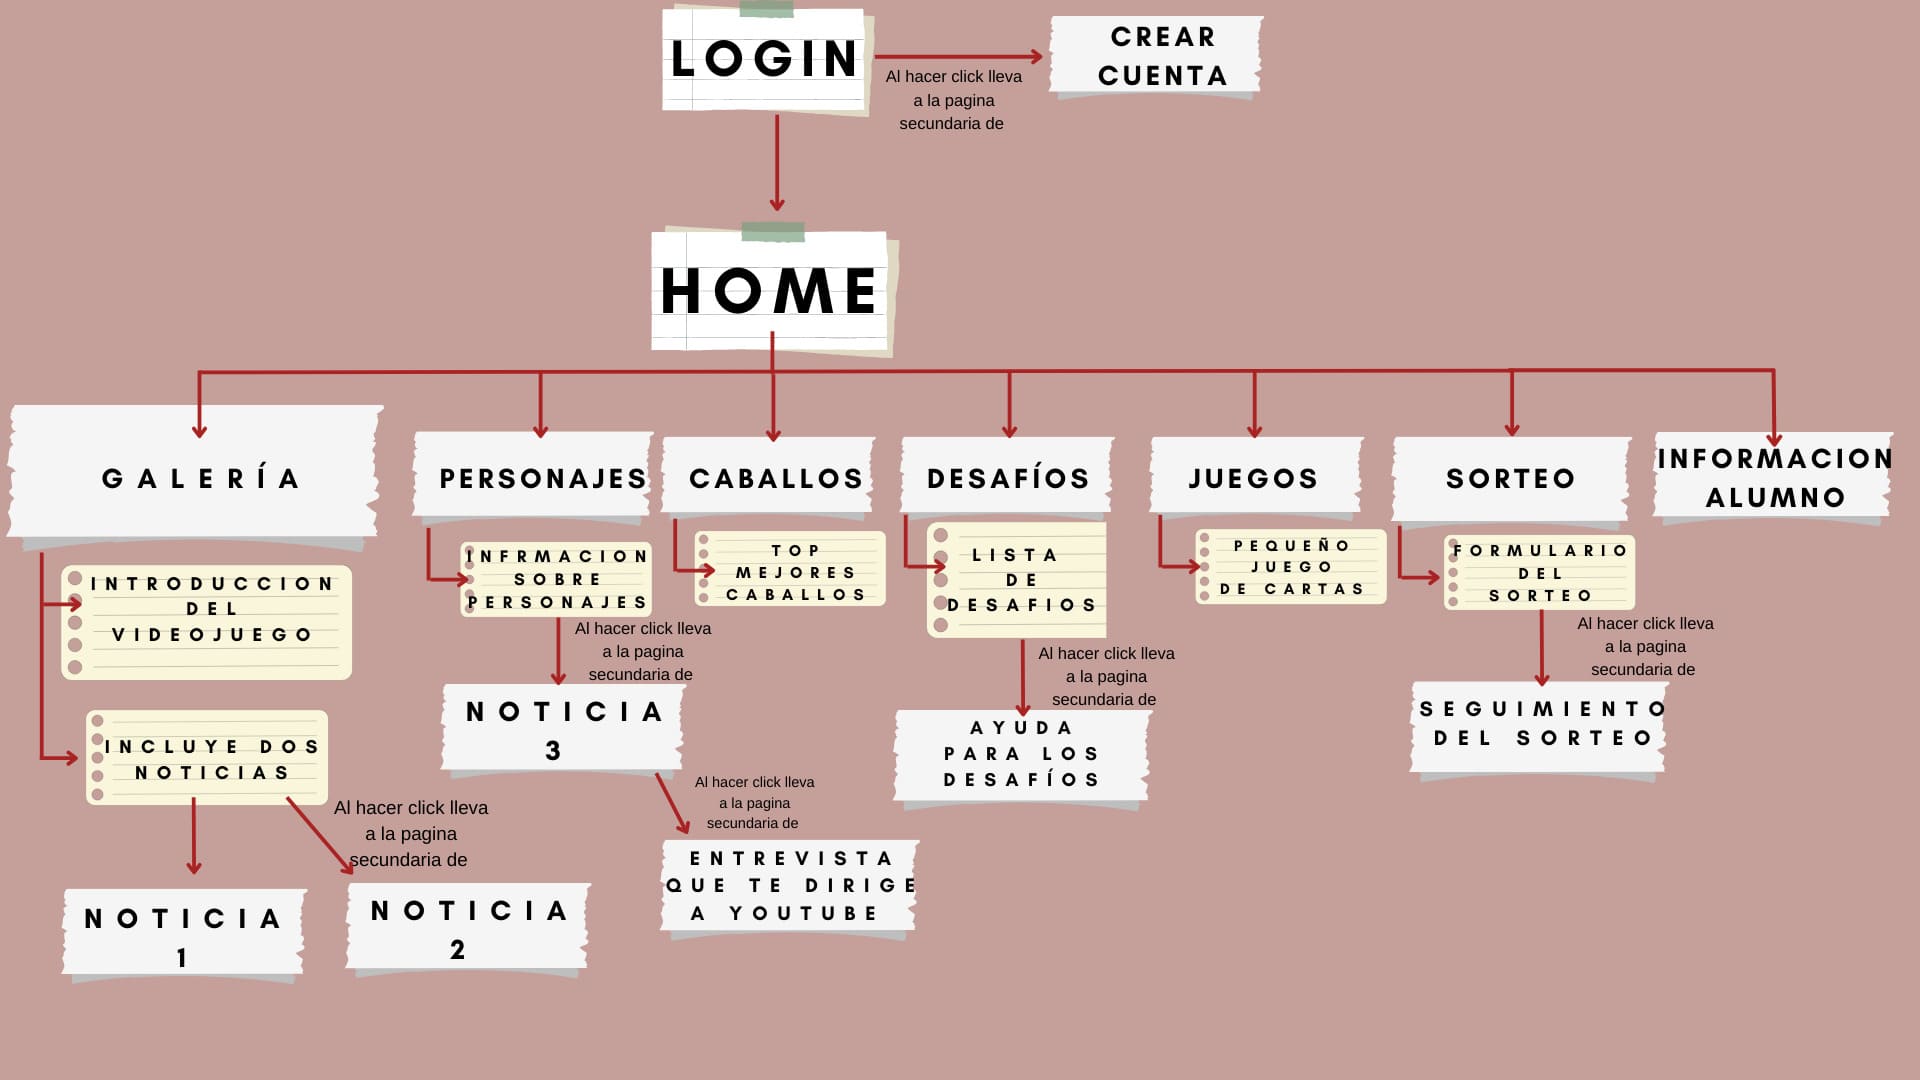 LOGIN
Al hacer click lleva
a la pagina
secundaria de
CREAR
CUENTA
HOME
GALERÍA
INTRODUCCION
DEL
VIDEOJUEGO
INCLUYE DOS
NOTICIAS
Al hacer click lleva
a la pagina
secundaria de
NOTICIA
1
NOTICIA
2
PERSONAJES
INFRMACION
SOBRE
PERSONAJES
Al hacer click lleva
a la pagina
secundaria de
NOTICIA
3
Al hacer click lleva
a la pagina
secundaria de
ENTREVISTA
QUE TE DIRIGE
A YOUTUBE
CABALLOS
TOP
MEJORES
CABALLOS
DESAFÍOS
LISTA
DE
DESAFIOS
Al hacer click lleva
a la pagina
secundaria de
AYUDA
PARA LOS
DESAFÍOS
JUEGOS
PEQUEÑO
JUEGO
DE CARTAS
SORTEO
FORMULARIO
DEL
SORTEO
Al hacer click lleva
a la pagina
secundaria de
SEGUIMIENTO
DEL SORTEO
INFORMACION
ALUMNO